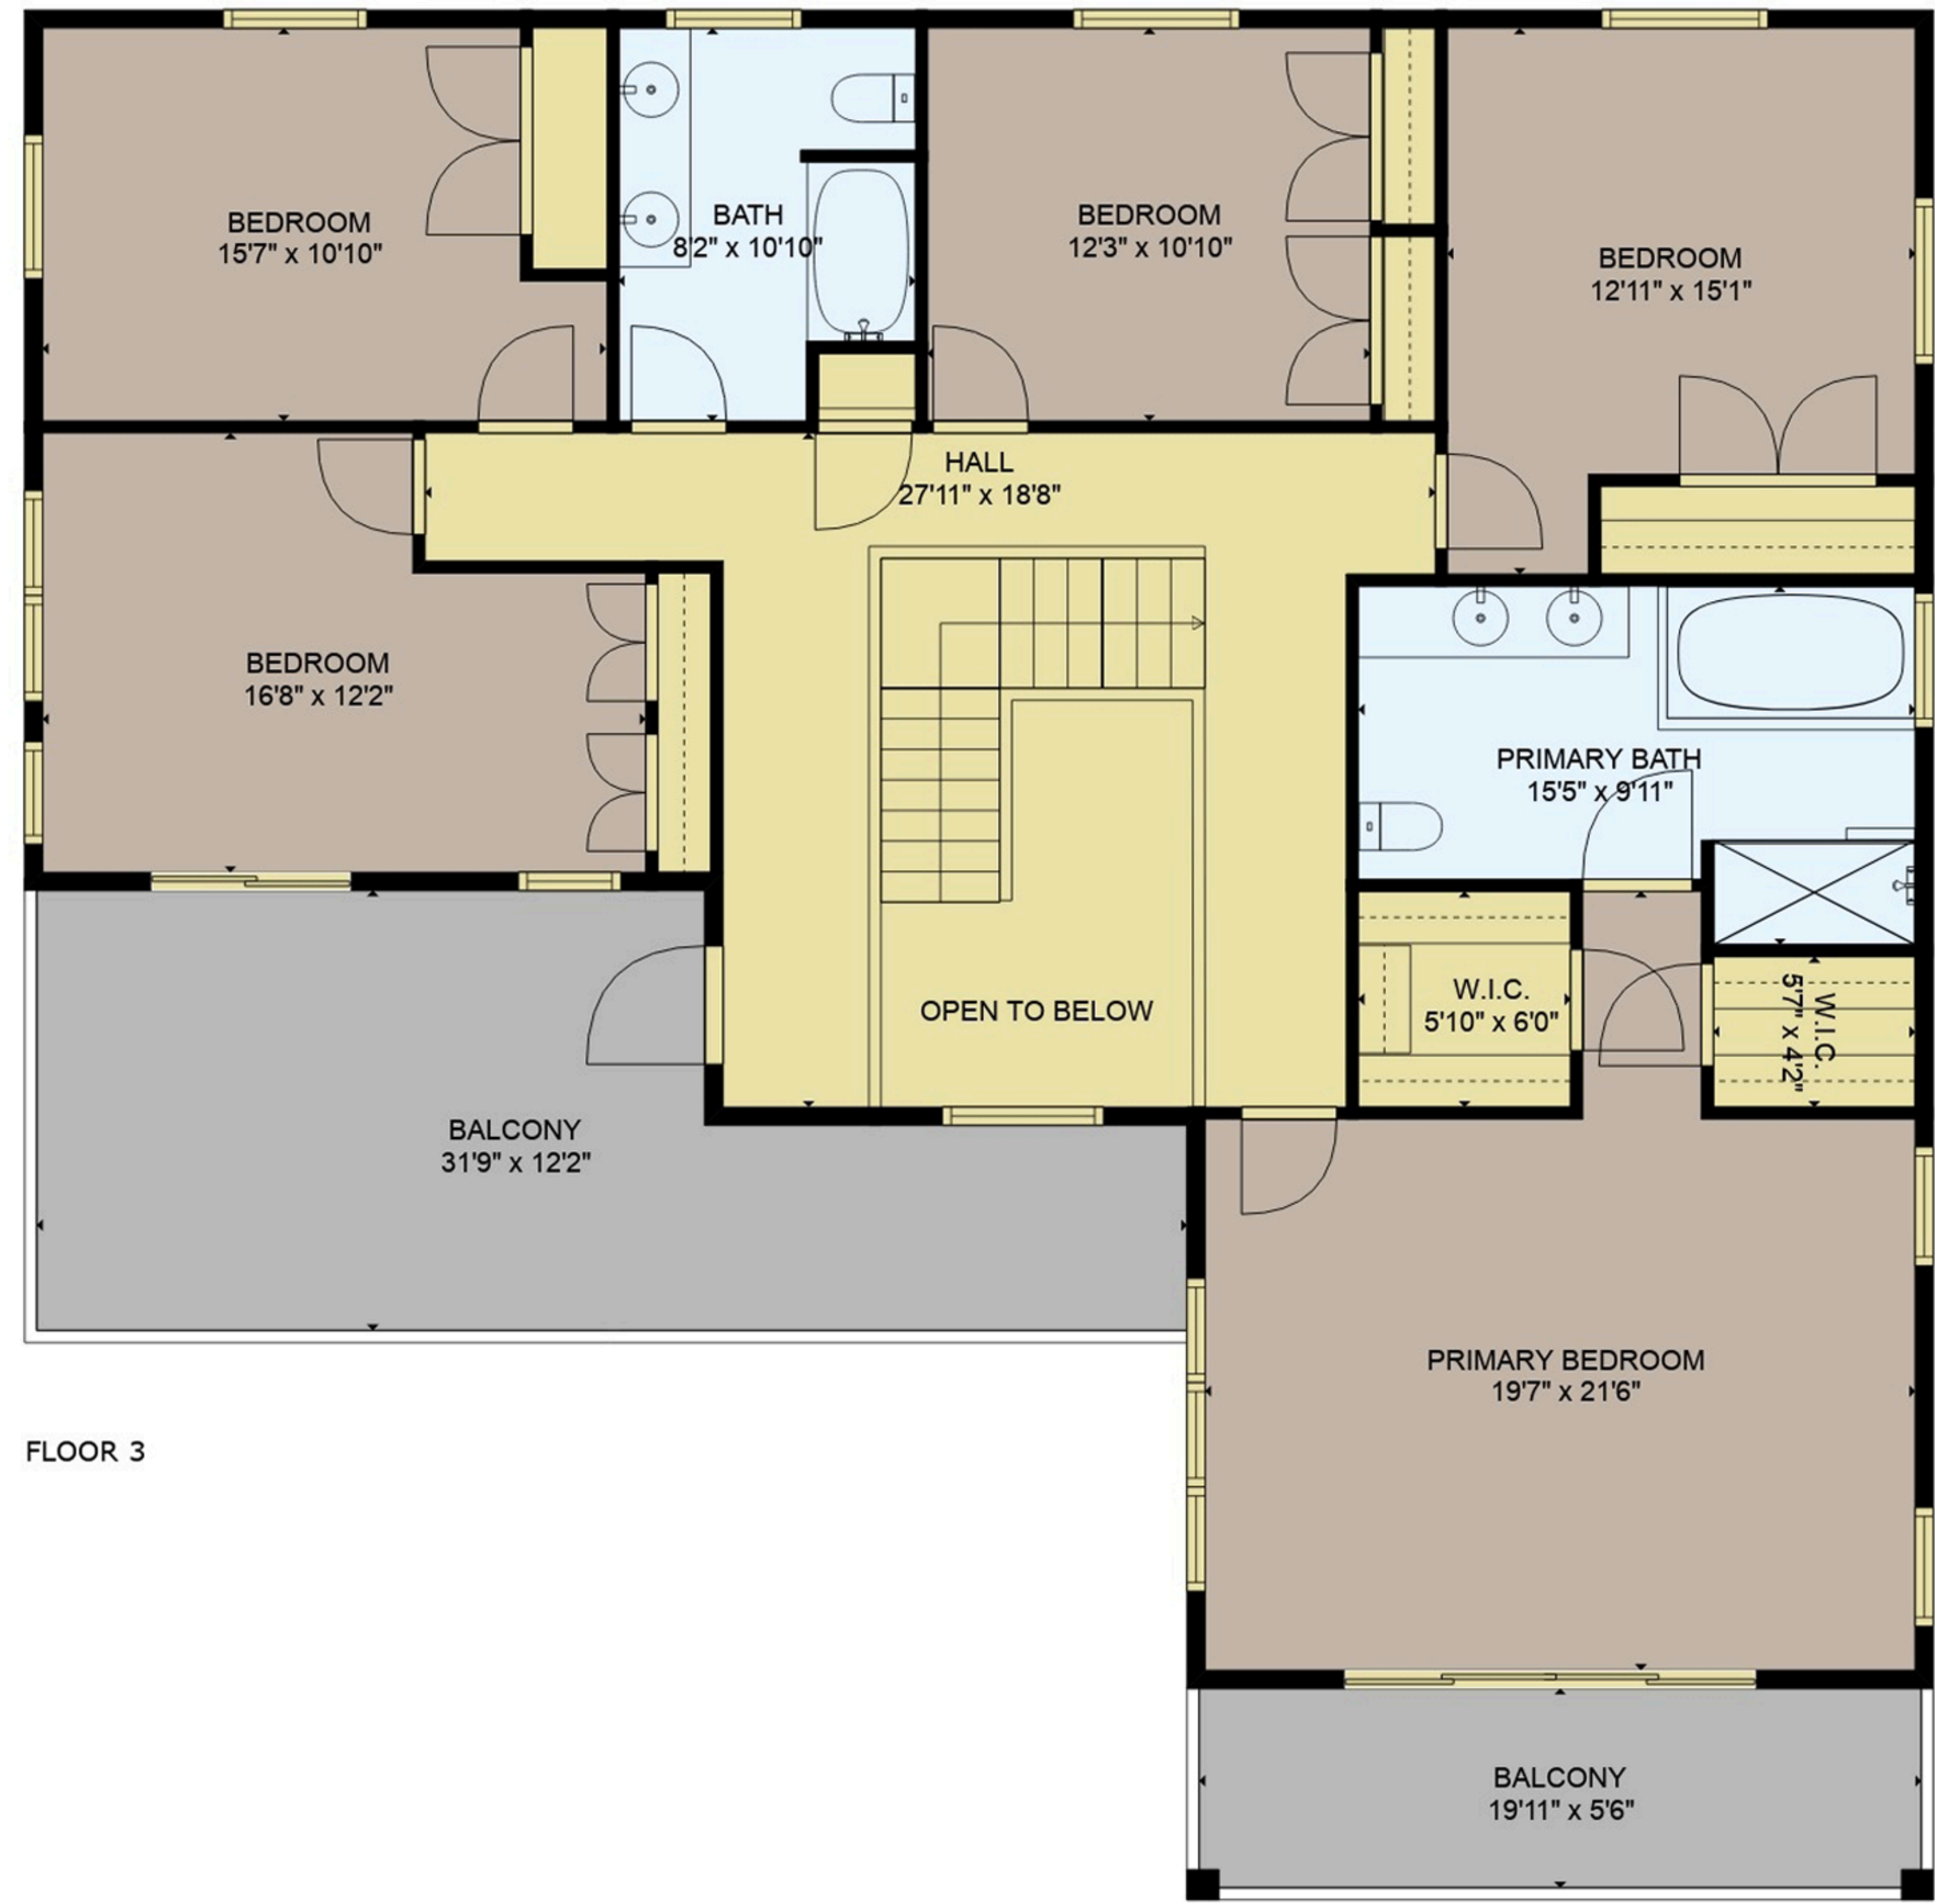 BEDROOM
15'7" x 10'10"
BATH
8'2" x 10'10"
BEDROOM
12'3" x 10'10"
BEDROOM
12'11" x 15'1"
HALL
27'11" x 18'8"
BEDROOM
16'8" x 12'2"
PRIMARY BATH
15'5" x 9'11"
W.I.C.
5'10" x 6'0"
W.I.C.
5'7" x 4'2"
OPEN TO BELOW
BALCONY
31'9" x 12'2"
PRIMARY BEDROOM
19'7" x 21'6"
FLOOR 3
BALCONY
19'11" x 5'6"